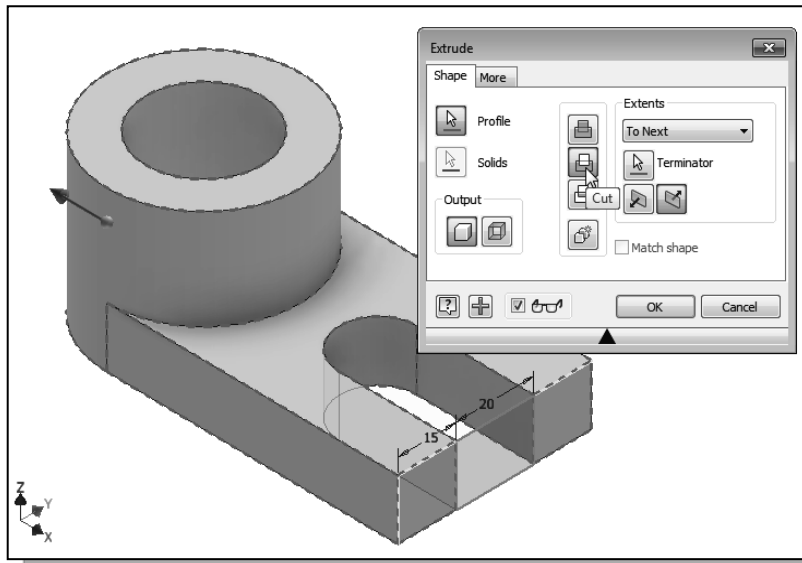 Extrude
Shape
More
Profile
Solids
Output
Cut
Extents
To Next
Terminator
Match shape
OK
Cancel
20
15
Z
Y
X